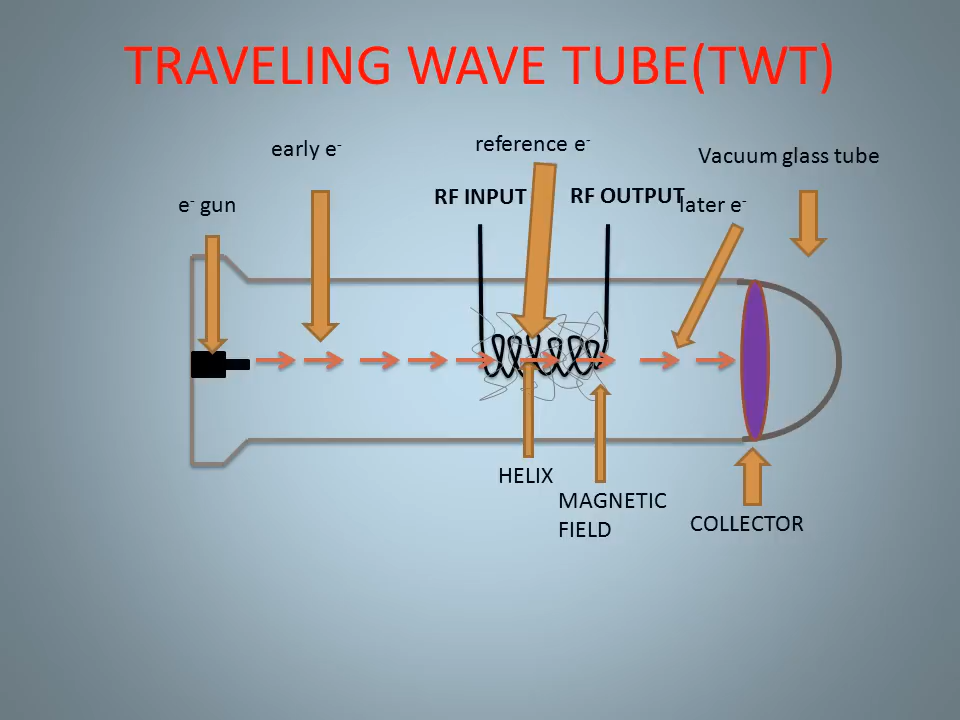 TRAVELING WAVE TUBE(TWT)
early e-
reference e-
Vacuum glass tube
e- gun
RF INPUT
RF OUTPUT
later e-
HELIX
MAGNETIC
FIELD
COLLECTOR